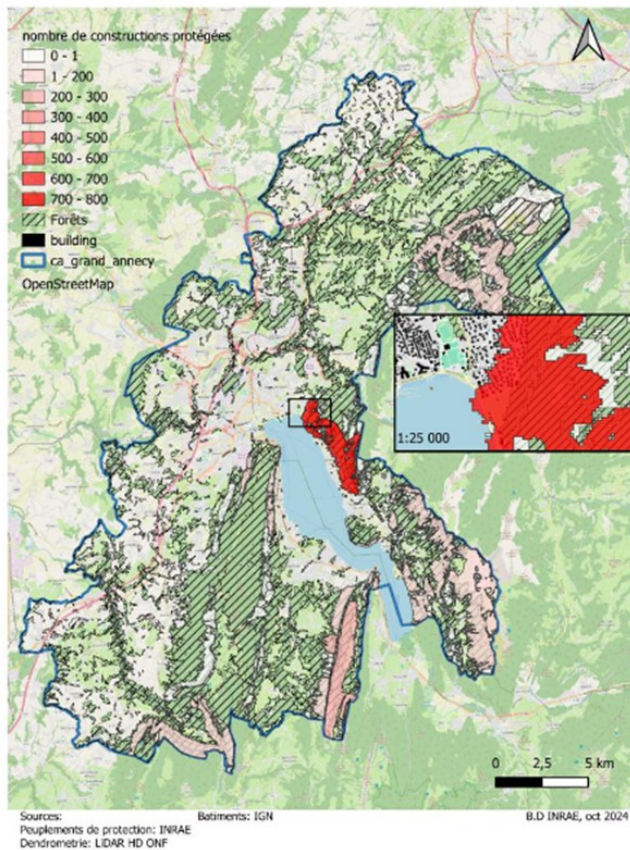 nombre de constructions protégées
0 - 1
1 - 200
200 - 300
300 - 400
400 - 500
500 - 600
600 - 700
700 - 800
Forêts
building
ca_grand_annecy
OpenStreetMap
1:25 000
0 2,5 5 km
Sources: Batiments: IGN B.D INRAE, oct 2024
Peuplements de protection: INRAE
Dendrometrie: LiDAR HD ONF